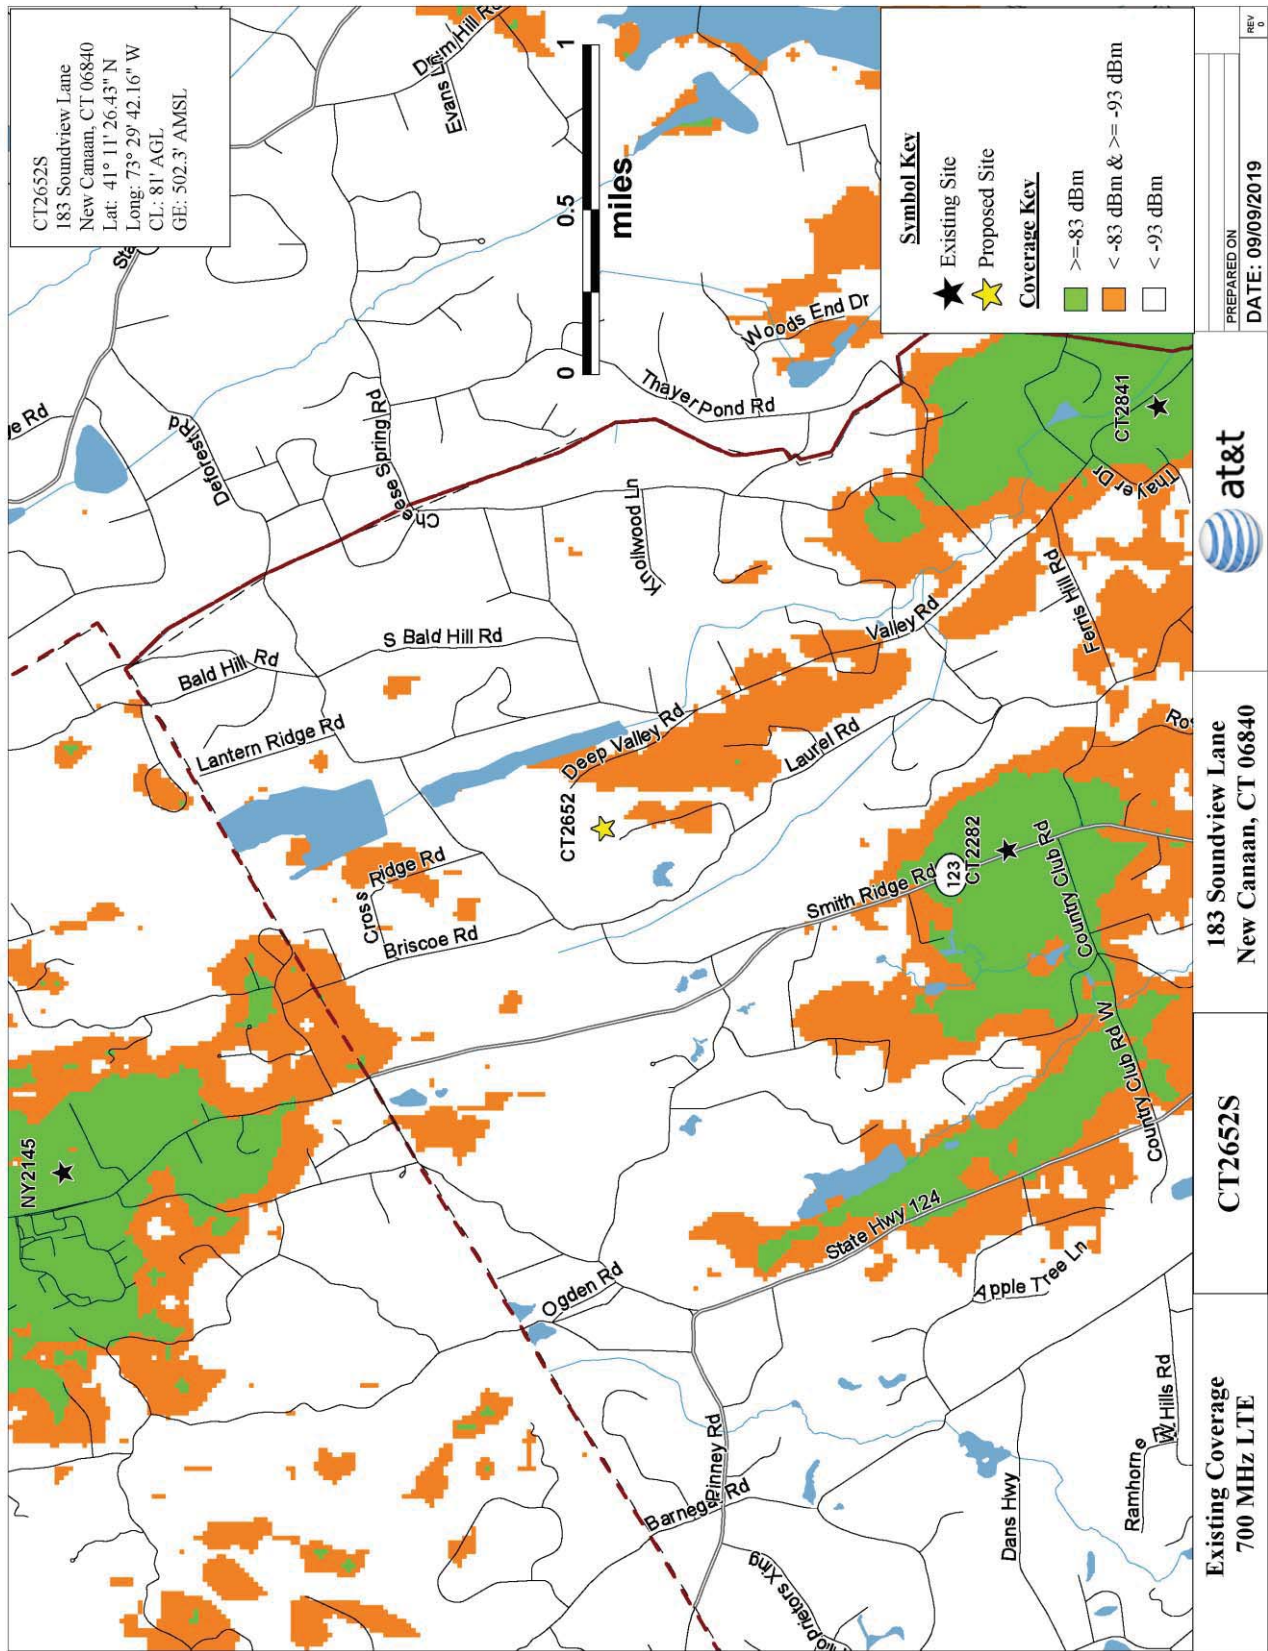 CT2652S
183 Soundview Lane
New Canaan, CT 06840
Lat: 41° 11' 26.43" N
Long: 73° 29' 42.16" W
CL: 81' AGL
GE: 502.3' AMSL
Drum Hill Rd
Evans Ln
Deforest Rd
Cheese Spring Rd
Bald Hill Rd
S Bald Hill Rd
Lantern Ridge Rd
Knollwood Ln
Thayer Pond Rd
Woods End Dr
0
0.5
1
miles
NY2145
Cross Ridge Rd
Briscoe Rd
CT2652
Deep Valley Rd
Valley Rd
Laurel Rd
Ferris Hill Rd
Thayer Dr
CT2841
Smith Ridge Rd
123
CT2282
Country Club Rd
Country Club Rd W
State Hwy 124
Apple Tree Ln
Ogden Rd
Pinney Rd
Barnegat Rd
Dans Hwy
Ramhorne
W Hills Rd
Symbol Key
Existing Site
Proposed Site
Coverage Key
>=-83 dBm
< -83 dBm & >= -93 dBm
< -93 dBm
Existing Coverage
700 MHz LTE
CT2652S
183 Soundview Lane
New Canaan, CT 06840
at&t
PREPARED ON
DATE: 09/09/2019
REV
0